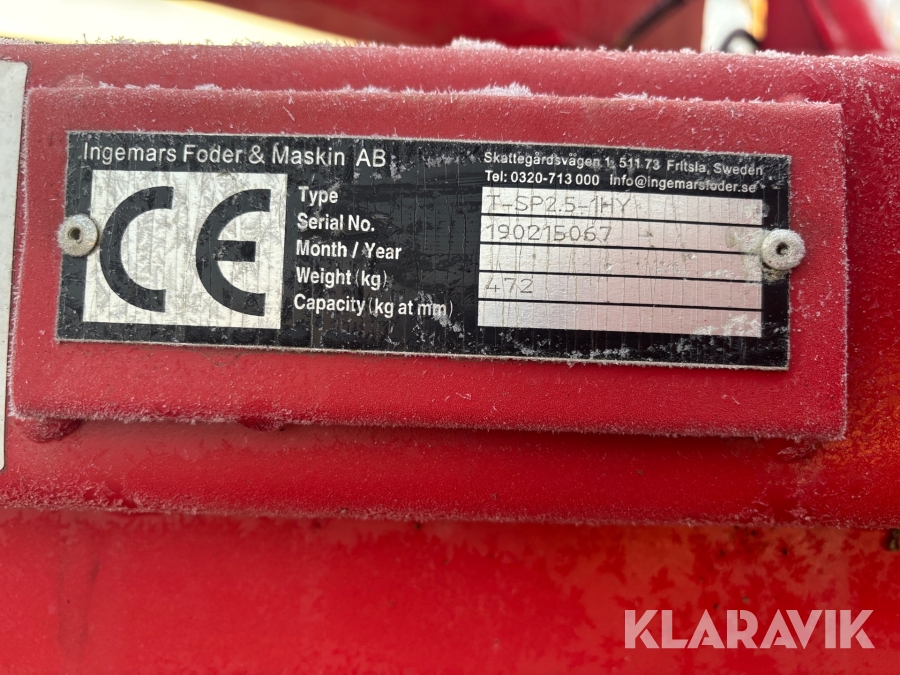 Ingemars Foder & Maskin AB
Skattegårdsvägen 1, 511 73 Fritsla, Sweden
Tel: 0320-713 000 info@ingemarsfoder.se
CE
Type T-SP2.5-1HY
Serial No. 190215067
Month / Year
Weight (kg) 472
Capacity (kg at mm)
KLARAVIK